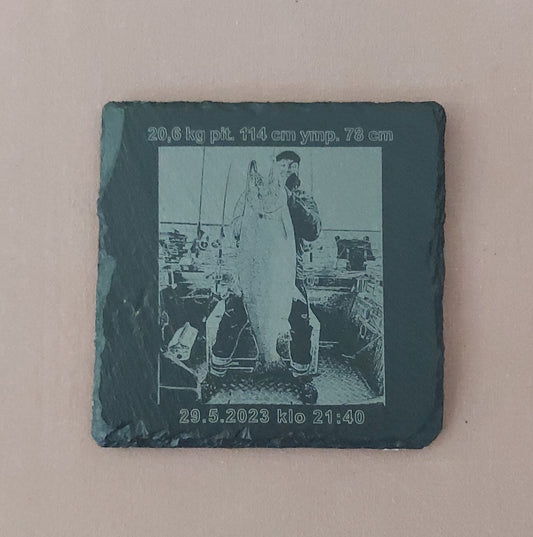 20,6 kg pit. 114 cm ymp. 78 cm
29.5.2023 klo 21:40